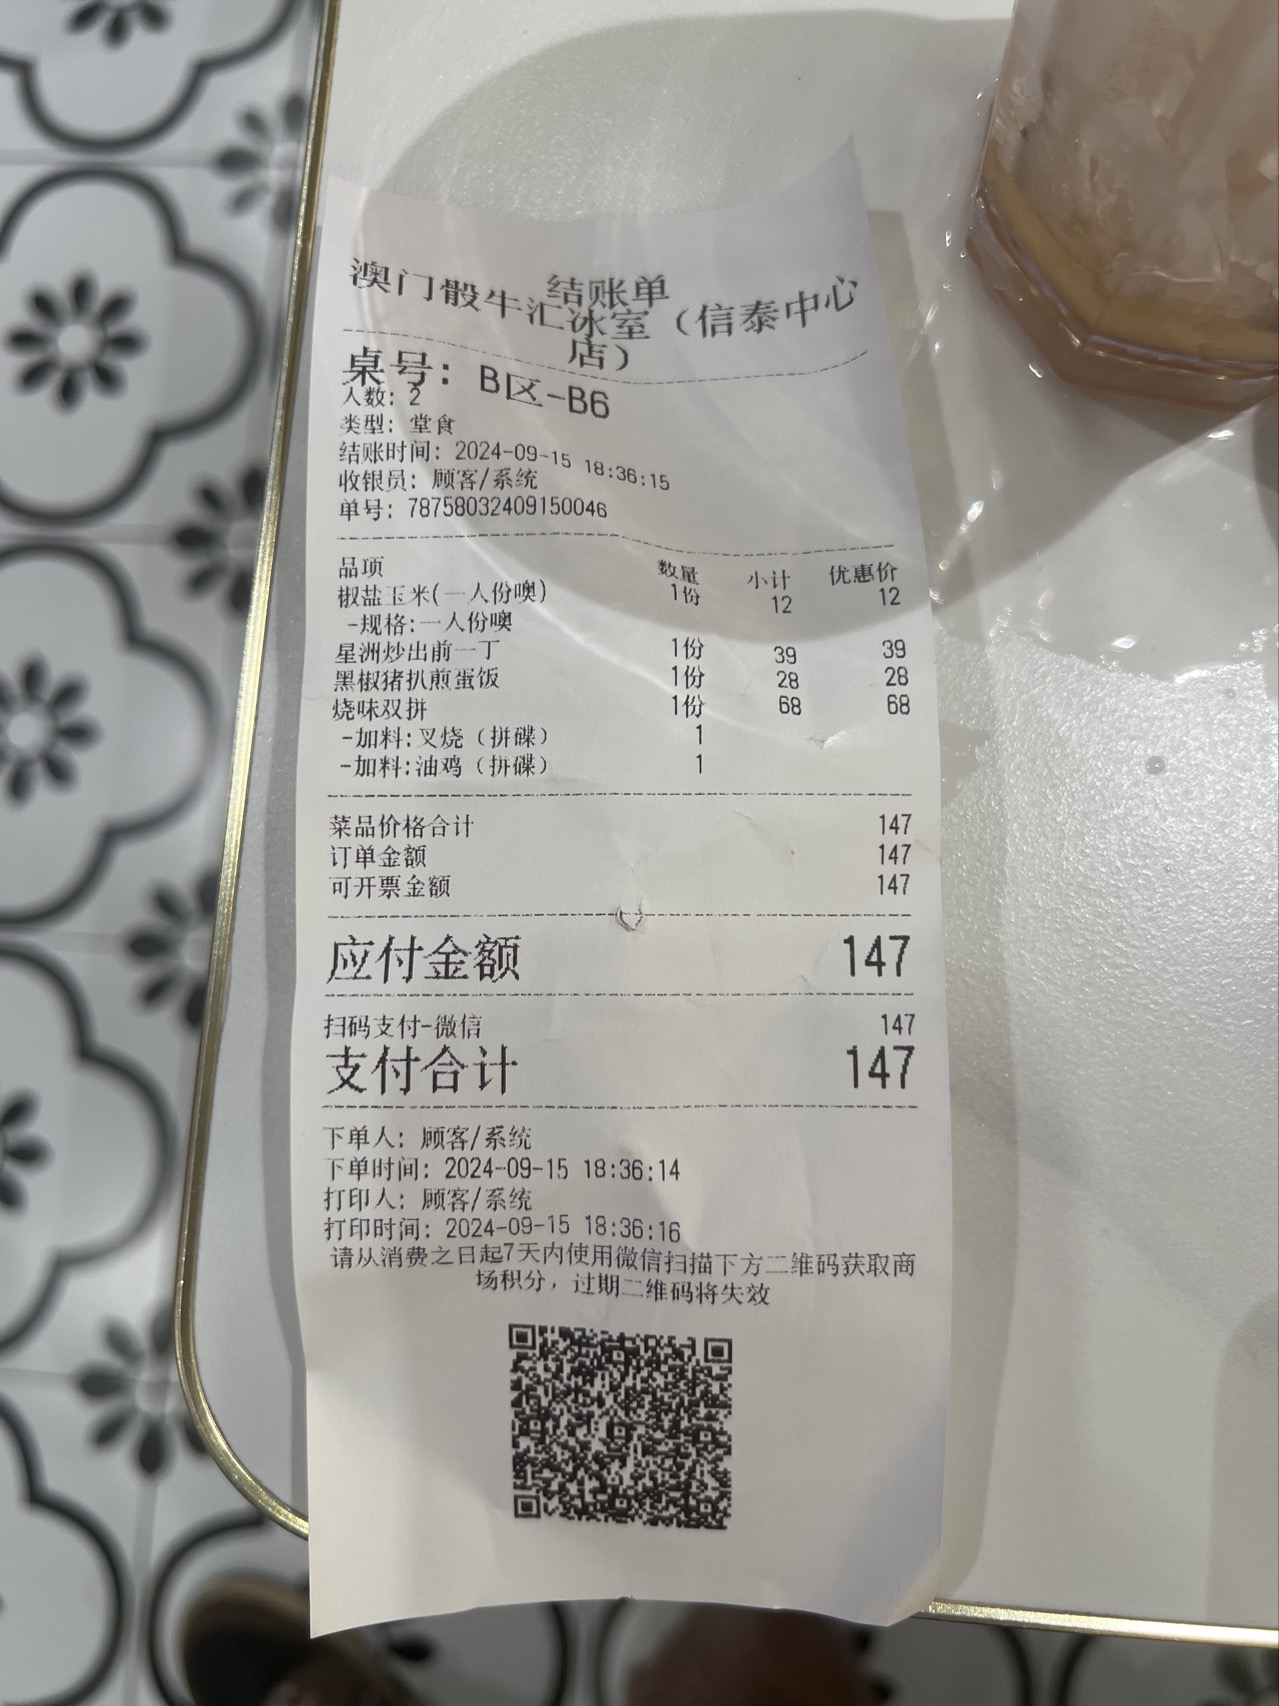 结账单
澳门骰牛汇冰室（信泰中心
店）
桌号：B区-B6
人数：2
类型：堂食
结账时间：2024-09-15 18:36:15
收银员：顾客/系统
单号：78758032409150046
品项 数量 小计 优惠价
椒盐玉米(一人份噢) 1份 12 12
-规格:一人份噢
星洲炒出前一丁 1份 39 39
黑椒猪扒煎蛋饭 1份 28 28
烧味双拼 1份 68 68
-加料:叉烧（拼碟） 1
-加料:油鸡（拼碟） 1
菜品价格合计 147
订单金额 147
可开票金额 147
应付金额 147
扫码支付-微信 147
支付合计 147
下单人：顾客/系统
下单时间：2024-09-15 18:36:14
打印人：顾客/系统
打印时间：2024-09-15 18:36:16
请从消费之日起7天内使用微信扫描下方二维码获取商
场积分，过期二维码将失效